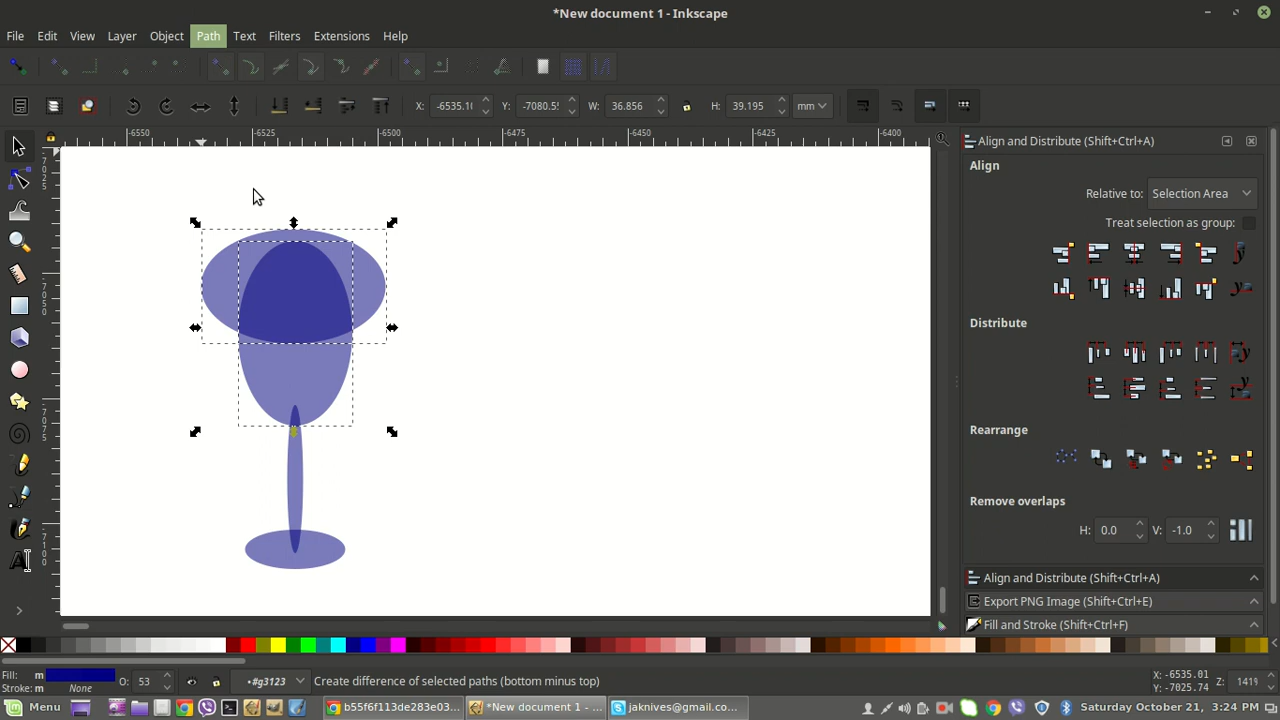 *New document 1 - Inkscape
File Edit View Layer Object Path Text Filters Extensions Help
X: -6535.1( Y: -7080.5! W: 36.856 H: 39.195 mm
-6550 -6525 -6500 -6475 -6450 -6425 -6400
Align and Distribute (Shift+Ctrl+A)
Align
Relative to: Selection Area
Treat selection as group:
Distribute
Rearrange
Remove overlaps
H: 0.0 V: -1.0
Align and Distribute (Shift+Ctrl+A)
Export PNG Image (Shift+Ctrl+E)
Fill and Stroke (Shift+Ctrl+F)
Fill: m O: 53 •#g3123 Create difference of selected paths (bottom minus top) X: -6535.01 Z: 141%
Stroke: m None Y: -7025.74
Menu b55f6f113de283e03... *New document 1 - ... jaknives@gmail.co... Saturday October 21, 3:24 PM